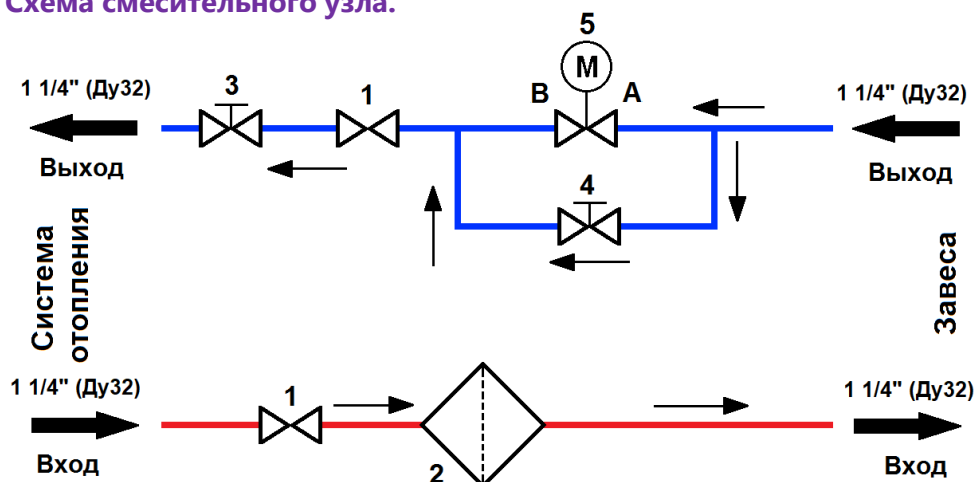 Схема смесительного узла.
5
М
1 1/4" (Ду32)
3
1
В
А
1 1/4" (Ду32)
Выход
4
Выход
Система
отопления
Завеса
1 1/4" (Ду32)
1
1 1/4" (Ду32)
Вход
2
Вход